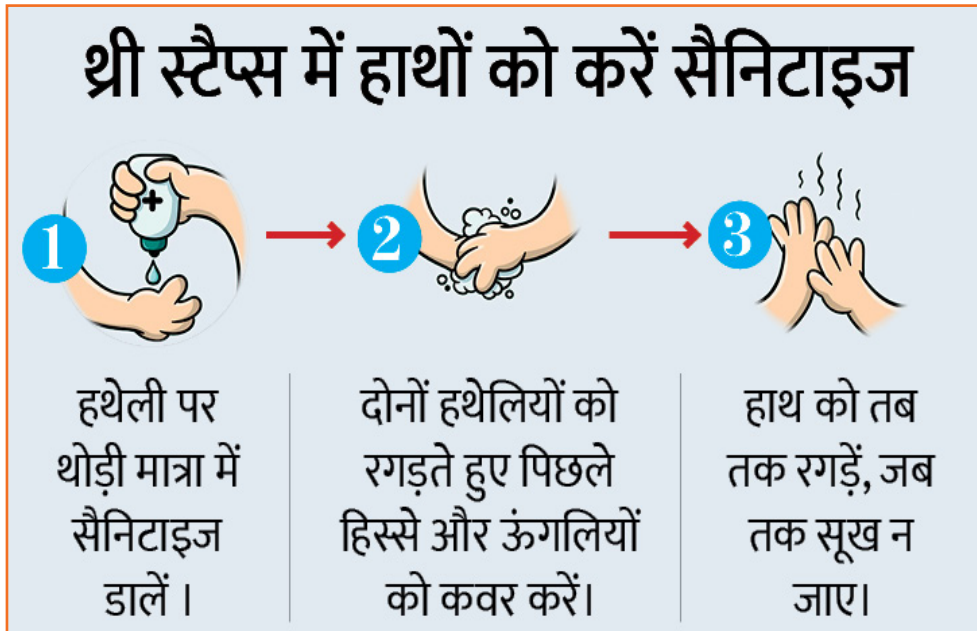 थ्री स्टैप्स में हाथों को करें सैनिटाइज
+
1
2
3
हथेली पर
थोड़ी मात्रा में
सैनिटाइज
डालें ।
दोनों हथेलियों को
रगड़ते हुए पिछले
हिस्से और ऊंगलियों
को कवर करें।
हाथ को तब
तक रगड़ें, जब
तक सूख न
जाए।